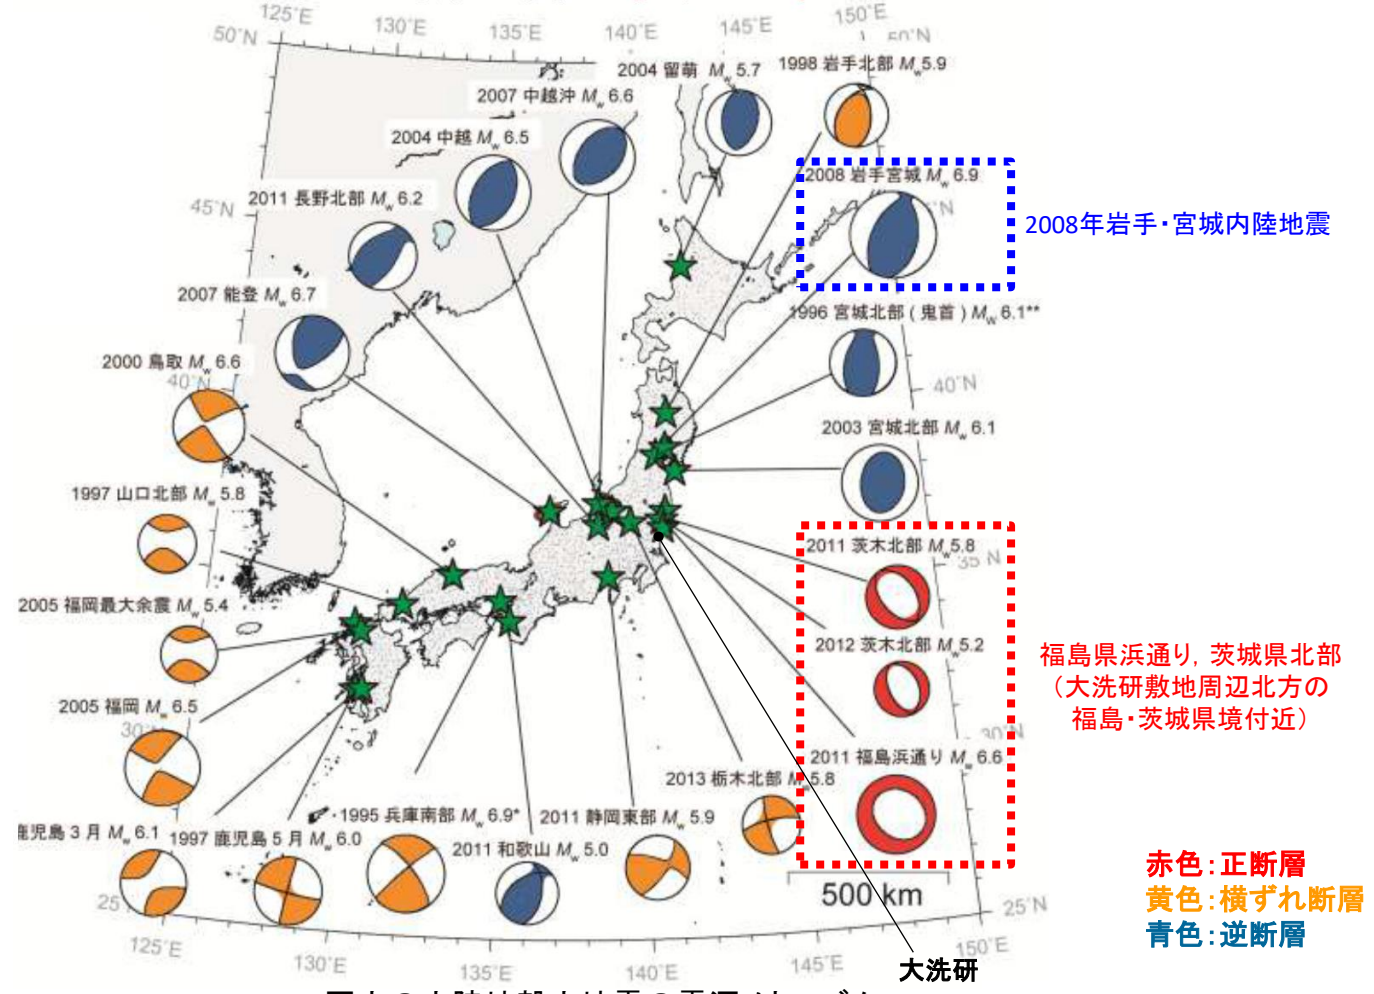 125°E
130°E
135°E
140°E
145°E
150°E
50°N
50°N
2004 留萌 Mw 5.7
1998 岩手北部 Mw5.9
2007 中越沖 Mw 6.6
2004 中越 Mw 6.5
2008 岩手宮城 Mw 6.9
2011 長野北部 Mw 6.2
45°N
°N
2008年岩手・宮城内陸地震
2007 能登 Mw 6.7
1996 宮城北部 ( 鬼首 ) Mw 6.1**
2000 鳥取 Mw 6.6
40°N
40°N
2003 宮城北部 Mw 6.1
1997 山口北部 Mw 5.8
2011 茨木北部 Mw5.8
35°N
2005 福岡最大余震 Mw 5.4
2012 茨木北部 Mw5.2
福島県浜通り，茨城県北部
（大洗研敷地周辺北方の
福島・茨城県境付近）
2005 福岡 Mw 6.5
30°
30°N
2011 福島浜通り Mw 6.6
2013 栃木北部 Mw5.8
鹿児島 3 月 Mw 6.1
1997 鹿児島 5 月 Mw 6.0
1995 兵庫南部 Mw 6.9*
2011 静岡東部 Mw 5.9
2011 和歌山 Mw 5.0
赤色：正断層
黄色：横ずれ断層
青色：逆断層
500 km
25°
25°N
125°E
130°E
135°E
140°E
145°E
150°E
大洗研